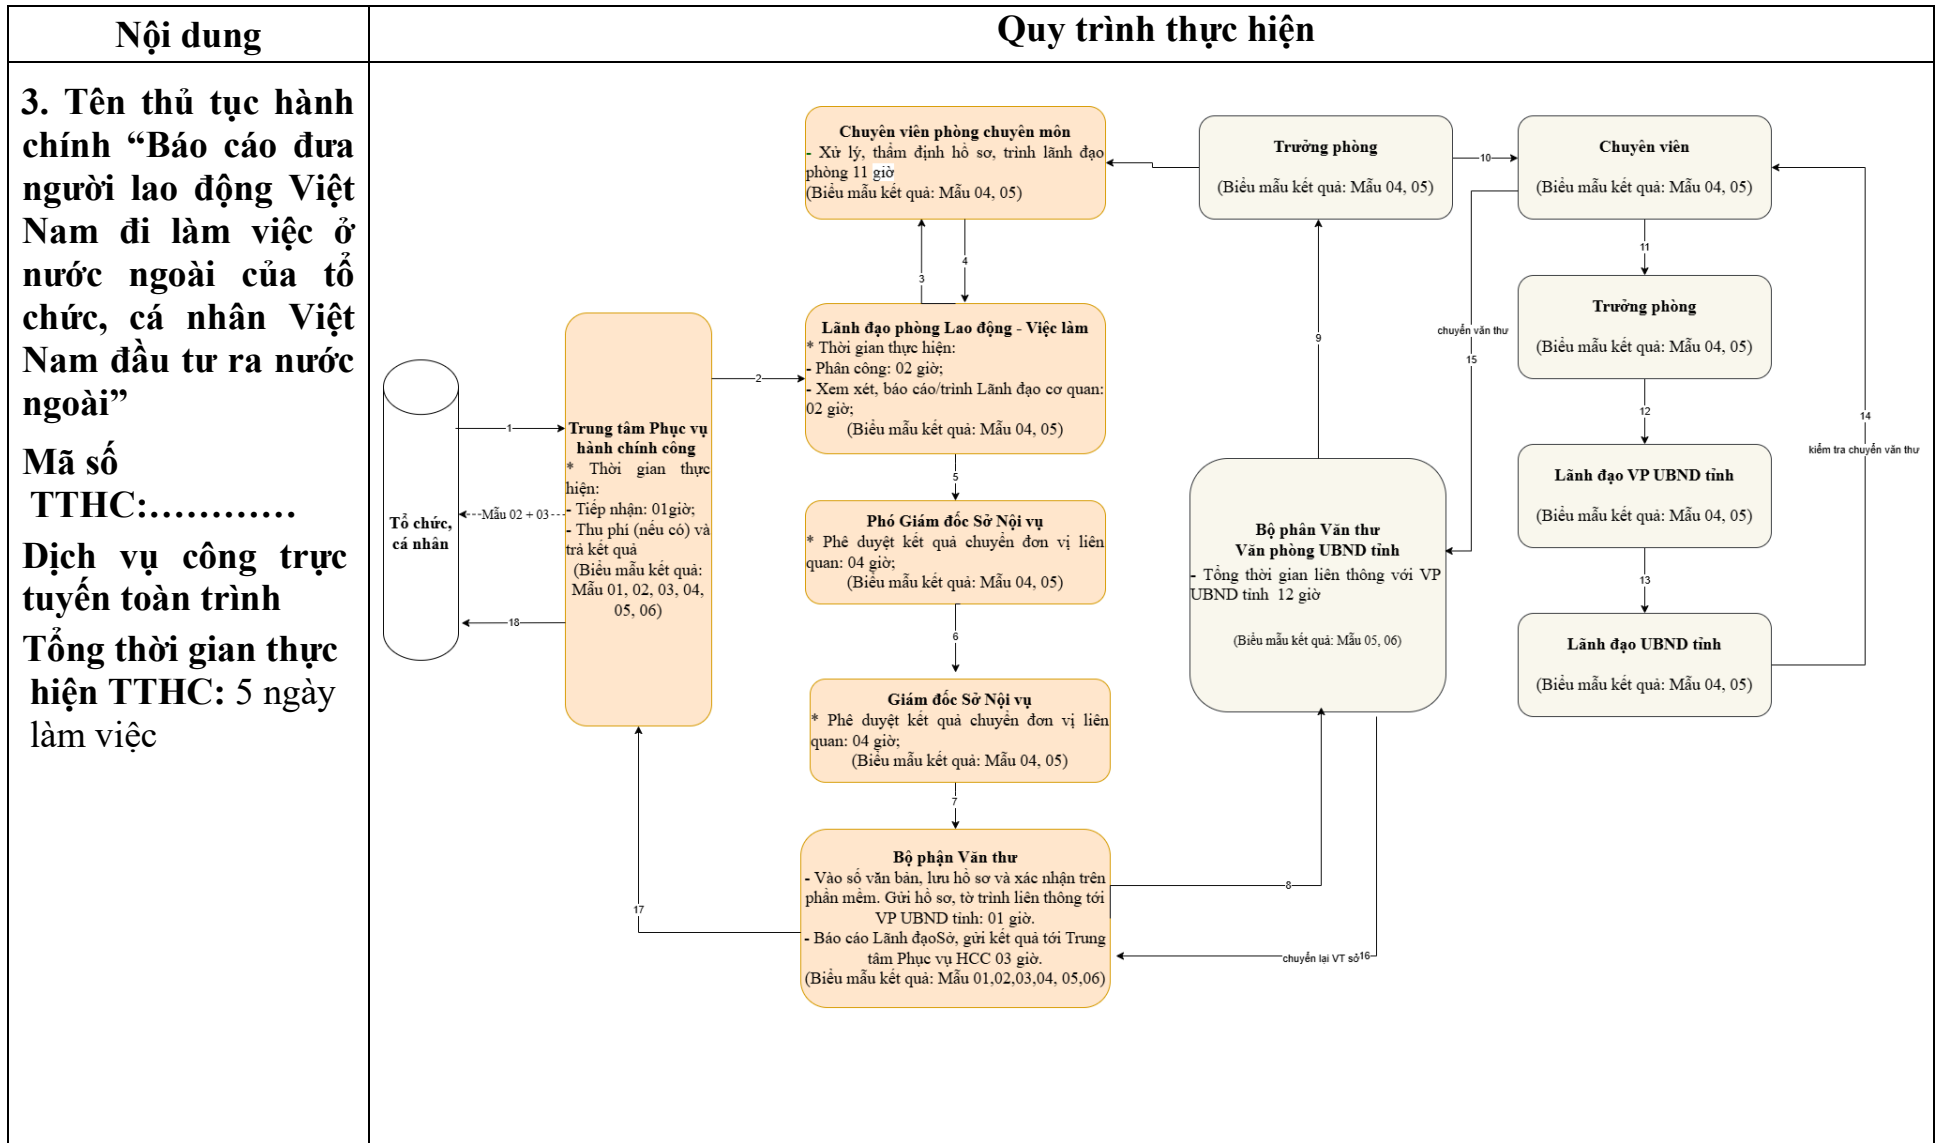 Nội dung
Quy trình thực hiện
3. Tên thủ tục hành
chính “Báo cáo đưa
người lao động Việt
Nam đi làm việc ở
nước ngoài của tổ
chức, cá nhân Việt
Nam đầu tư ra nước
ngoài”
Mã số
TTHC:…………
Dịch vụ công trực
tuyến toàn trình
Tổng thời gian thực
hiện TTHC: 5 ngày
làm việc
Tổ chức,
cá nhân
1
Mẫu 02 + 03
18
Trung tâm Phục vụ
hành chính công
* Thời gian thực
hiện:
- Tiếp nhận: 01giờ;
- Thu phí (nếu có) và
trả kết quả
(Biểu mẫu kết quả:
Mẫu 01, 02, 03, 04,
05, 06)
2
17
Chuyên viên phòng chuyên môn
- Xử lý, thẩm định hồ sơ, trình lãnh đạo
phòng 11 giờ
(Biểu mẫu kết quả: Mẫu 04, 05)
3
4
Lãnh đạo phòng Lao động - Việc làm
* Thời gian thực hiện:
- Phân công: 02 giờ;
- Xem xét, báo cáo/trình Lãnh đạo cơ quan:
02 giờ;
(Biểu mẫu kết quả: Mẫu 04, 05)
5
Phó Giám đốc Sở Nội vụ
* Phê duyệt kết quả chuyển đơn vị liên
quan: 04 giờ;
(Biểu mẫu kết quả: Mẫu 04, 05)
6
Giám đốc Sở Nội vụ
* Phê duyệt kết quả chuyển đơn vị liên
quan: 04 giờ;
(Biểu mẫu kết quả: Mẫu 04, 05)
7
Bộ phận Văn thư
- Vào số văn bản, lưu hồ sơ và xác nhận trên
phần mềm. Gửi hồ sơ, tờ trình liên thông tới
VP UBND tỉnh: 01 giờ.
- Báo cáo Lãnh đạoSở, gửi kết quả tới Trung
tâm Phục vụ HCC 03 giờ.
(Biểu mẫu kết quả: Mẫu 01,02,03,04, 05,06)
8
chuyển lại VT sở16
Trưởng phòng
(Biểu mẫu kết quả: Mẫu 04, 05)
9
Bộ phân Văn thư
Văn phòng UBND tỉnh
- Tổng thời gian liên thông với VP
UBND tỉnh 12 giờ
(Biểu mẫu kết quả: Mẫu 05, 06)
10
Chuyên viên
(Biểu mẫu kết quả: Mẫu 04, 05)
chuyển văn thư
15
11
Trưởng phòng
(Biểu mẫu kết quả: Mẫu 04, 05)
12
Lãnh đạo VP UBND tỉnh
(Biểu mẫu kết quả: Mẫu 04, 05)
13
Lãnh đạo UBND tỉnh
(Biểu mẫu kết quả: Mẫu 04, 05)
14
kiểm tra chuyển văn thư